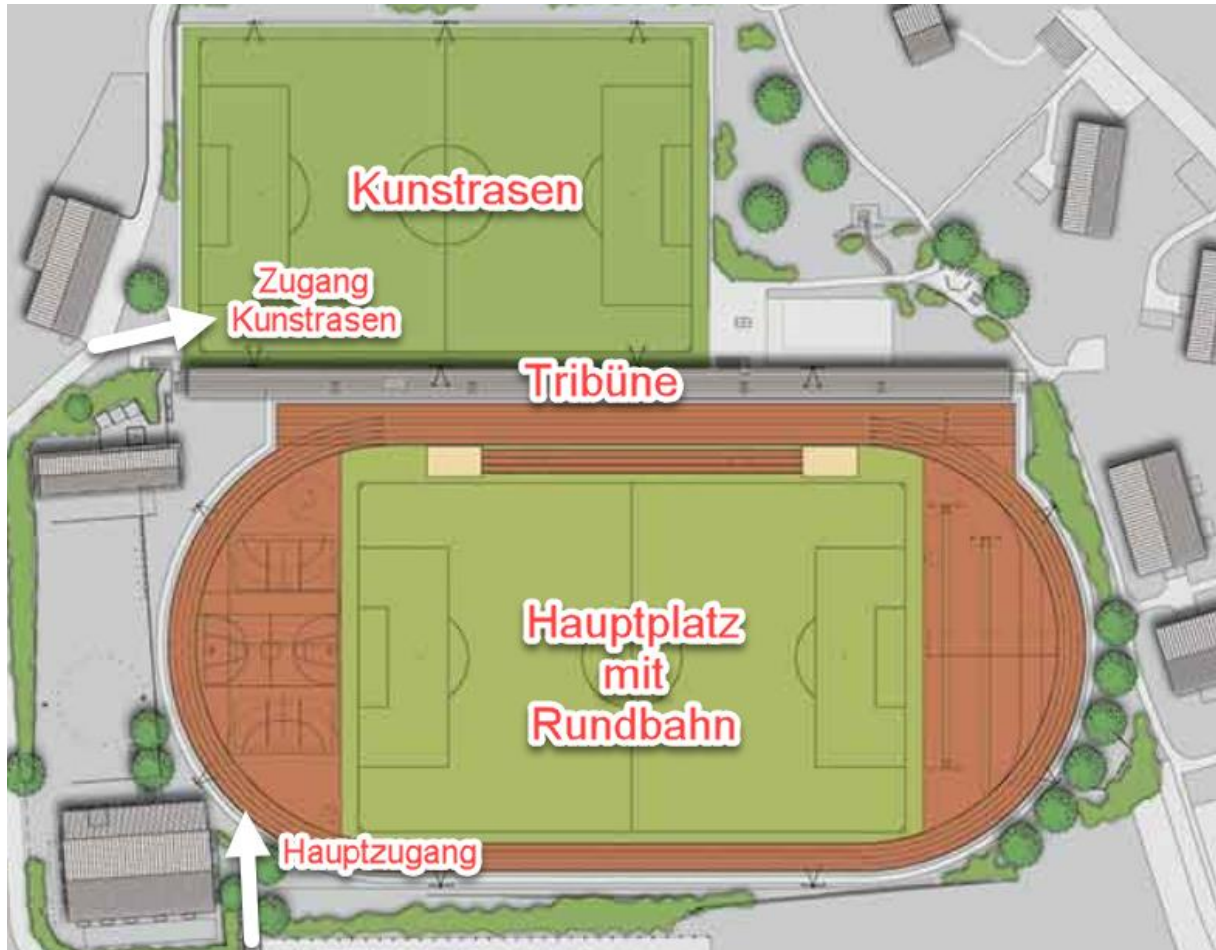 Kunstrasen
Zugang
Kunstrasen
Tribüne
Hauptplatz
mit
Rundbahn
Hauptzugang